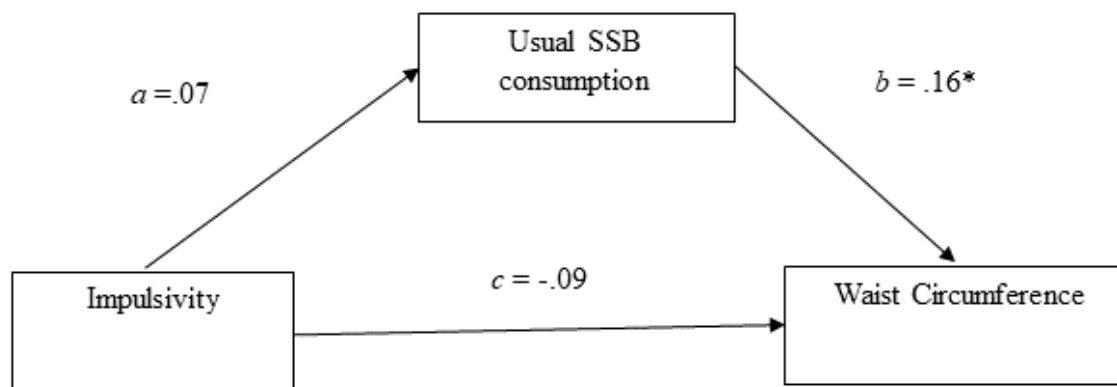 Usual SSB
consumption
a =.07
b = .16*
c = -.09
Impulsivity
Waist Circumference